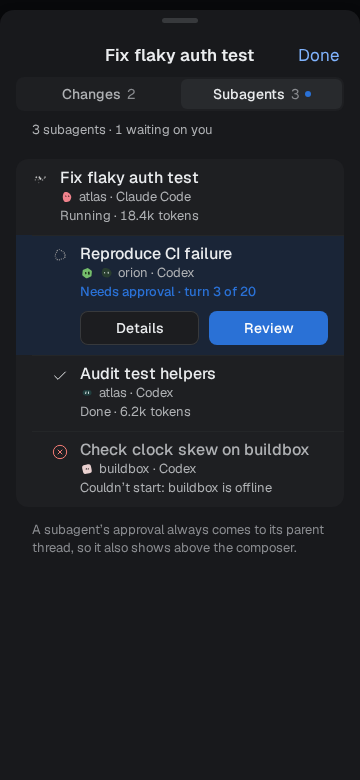 Fix flaky auth test
Done
Changes 2
Subagents 3
3 subagents · 1 waiting on you
Fix flaky auth test
atlas · Claude Code
Running · 18.4k tokens
Reproduce CI failure
orion · Codex
Needs approval · turn 3 of 20
Details
Review
Audit test helpers
atlas · Codex
Done · 6.2k tokens
Check clock skew on buildbox
buildbox · Codex
Couldn't start: buildbox is offline
A subagent's approval always comes to its parent
thread, so it also shows above the composer.